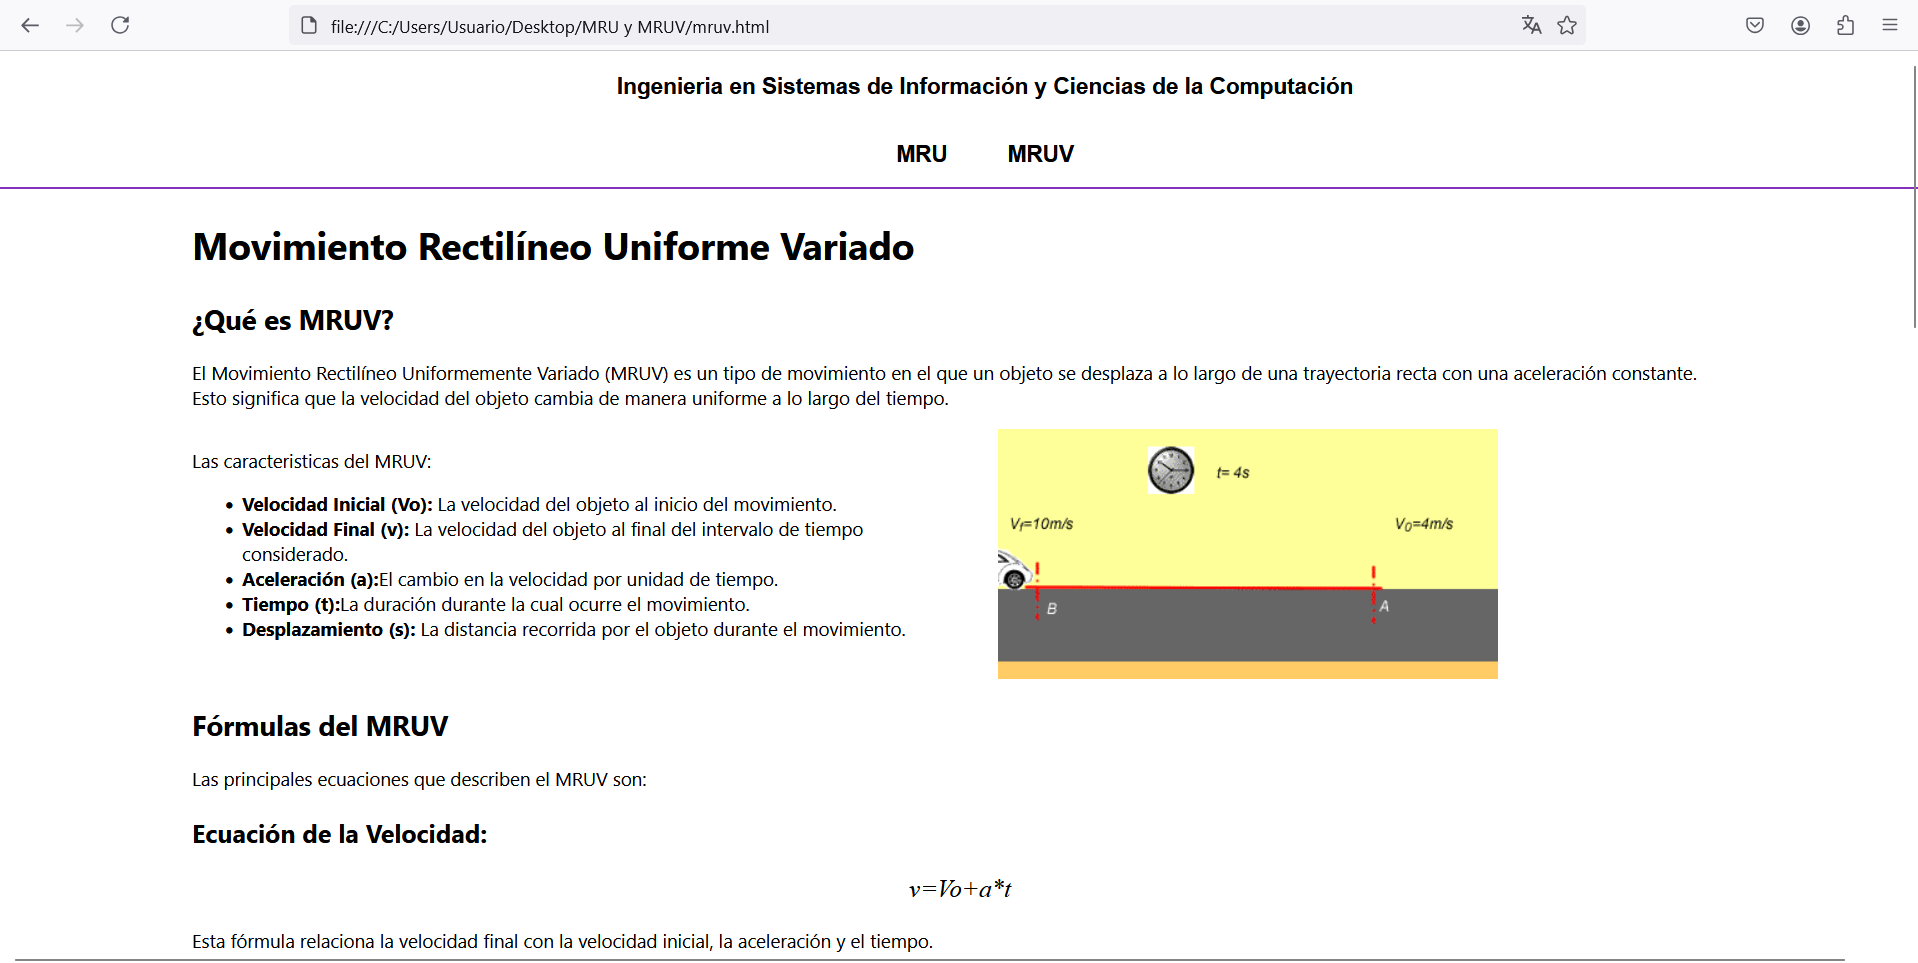 file:///C:/Users/Usuario/Desktop/MRU y MRUV/mruv.html
Ingenieria en Sistemas de Información y Ciencias de la Computación
MRU MRUV
Movimiento Rectilíneo Uniforme Variado
¿Qué es MRUV?
El Movimiento Rectilíneo Uniformemente Variado (MRUV) es un tipo de movimiento en el que un objeto se desplaza a lo largo de una trayectoria recta con una aceleración constante.
Esto significa que la velocidad del objeto cambia de manera uniforme a lo largo del tiempo.
Las caracteristicas del MRUV:
• Velocidad Inicial (Vo): La velocidad del objeto al inicio del movimiento.
• Velocidad Final (v): La velocidad del objeto al final del intervalo de tiempo
considerado.
• Aceleración (a):El cambio en la velocidad por unidad de tiempo.
• Tiempo (t):La duración durante la cual ocurre el movimiento.
• Desplazamiento (s): La distancia recorrida por el objeto durante el movimiento.
t= 4s
Vf=10m/s
V0=4m/s
B
A
Fórmulas del MRUV
Las principales ecuaciones que describen el MRUV son:
Ecuación de la Velocidad:
v=Vo+a*t
Esta fórmula relaciona la velocidad final con la velocidad inicial, la aceleración y el tiempo.